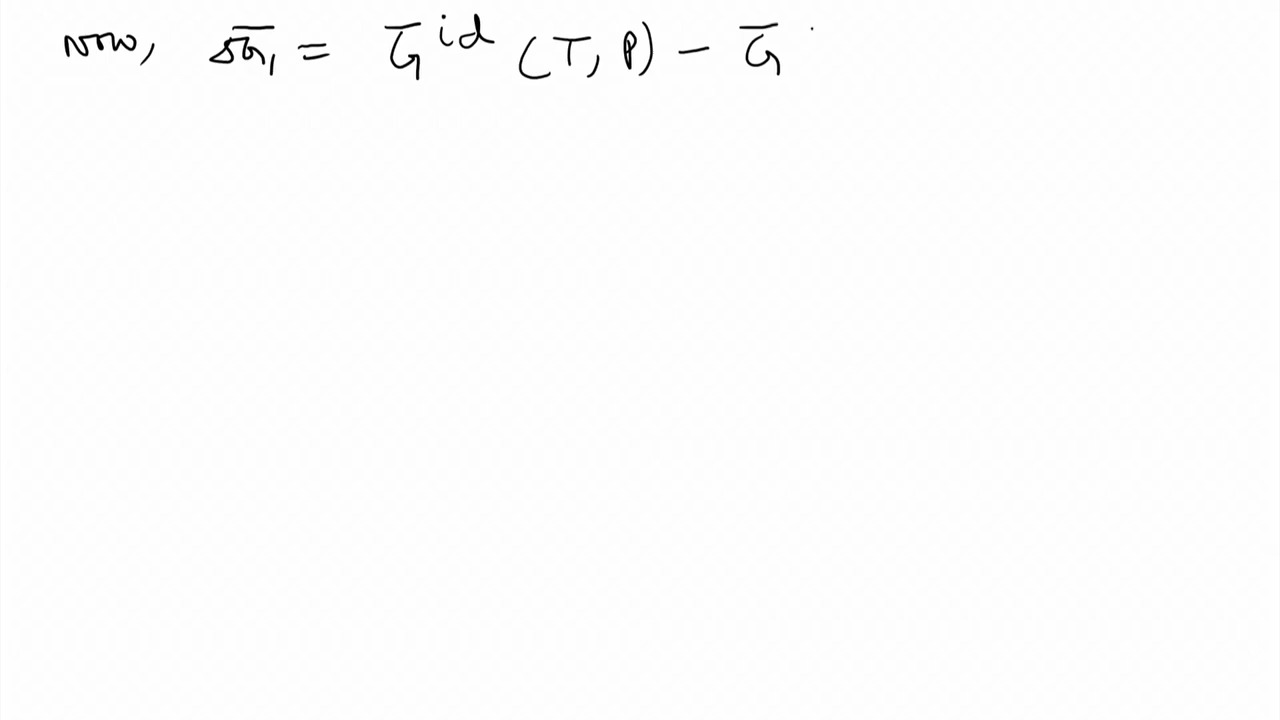 now, ΔG̅₁ = G̅ⁱᵈ (T, P) − G̅